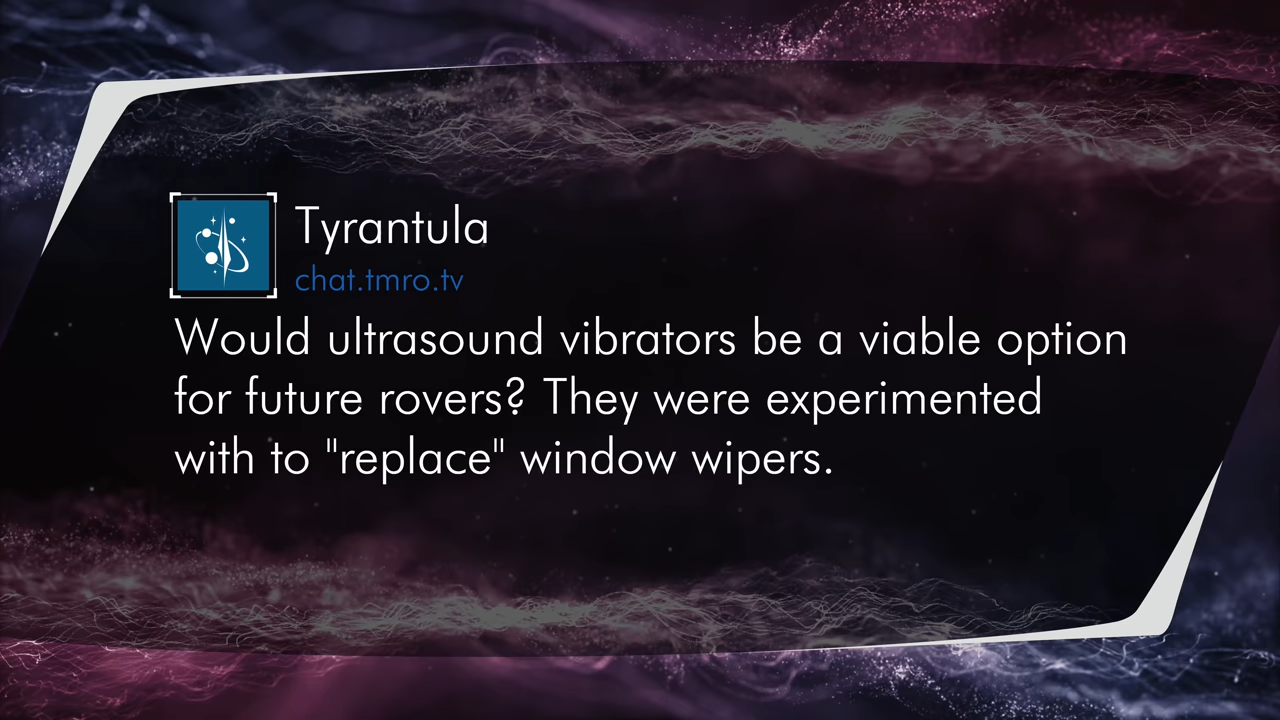 Tyrantula
chat.tmro.tv
Would ultrasound vibrators be a viable option
for future rovers? They were experimented
with to "replace" window wipers.